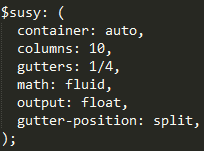 $susy: (
container: auto,
columns: 10,
gutters: 1/4,
math: fluid,
output: float,
gutter-position: split,
);